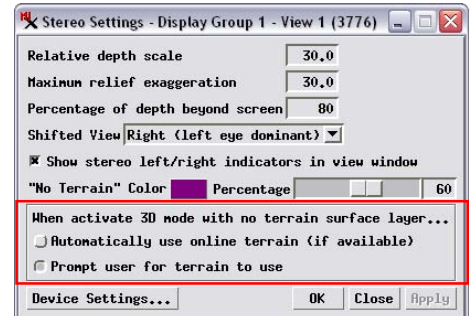 Stereo Settings - Display Group 1 - View 1 (3776)
Relative depth scale 30.0
Maximum relief exaggeration 30.0
Percentage of depth beyond screen 80
Shifted View Right (left eye dominant)
Show stereo left/right indicators in view window
"No Terrain" Color Percentage 60
When activate 3D mode with no terrain surface layer...
Automatically use online terrain (if available)
Prompt user for terrain to use
Device Settings... OK Close Apply